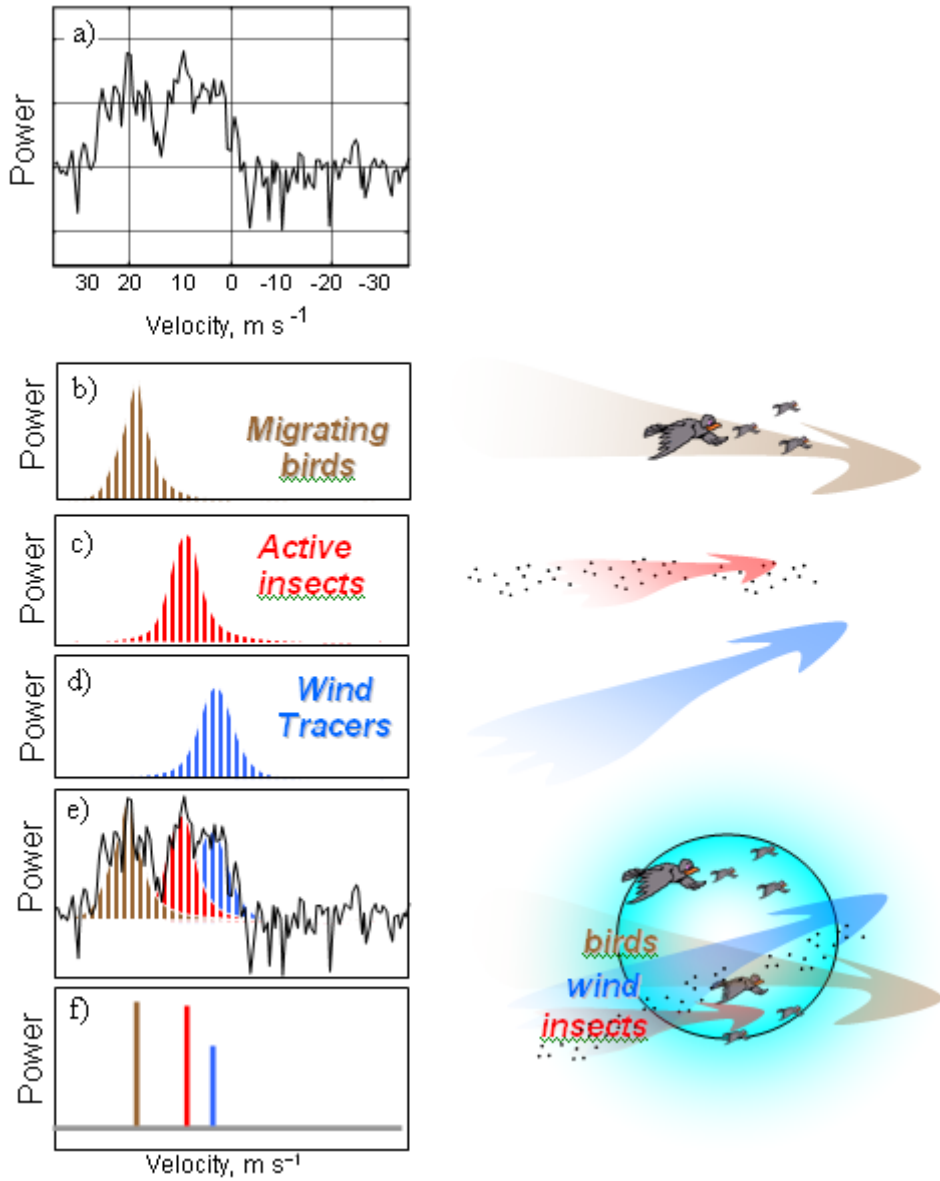 a)
Power
30 20 10 0 -10 -20 -30
Velocity, m s -1
b)
Power
Migrating
birds
c)
Power
Active
insects
d)
Power
Wind
Tracers
e)
Power
birds
wind
insects
f)
Power
Velocity, m s-1